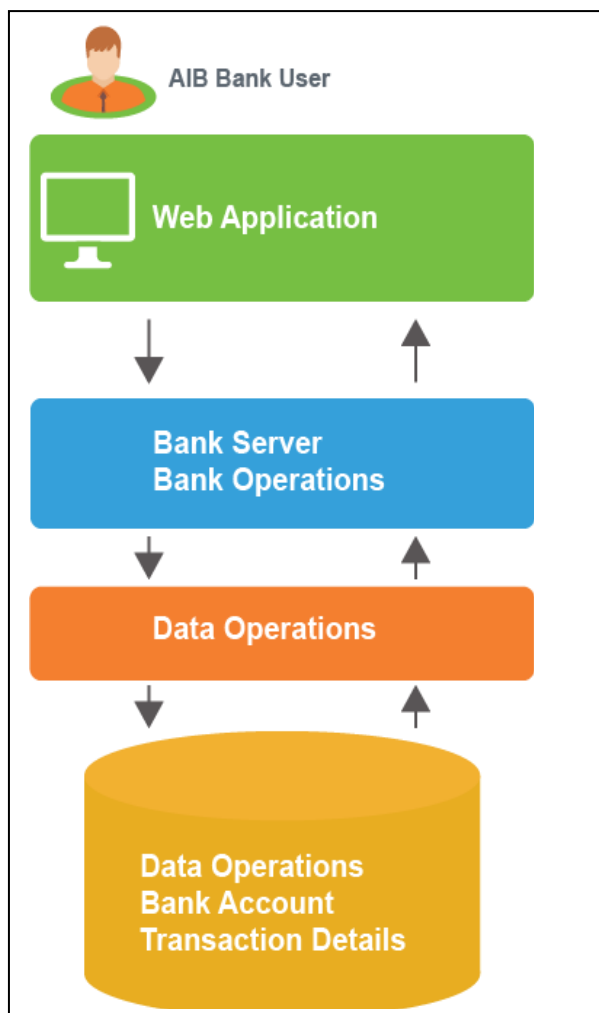 AIB Bank User
Web Application
Bank Server
Bank Operations
Data Operations
Data Operations
Bank Account
Transaction Details